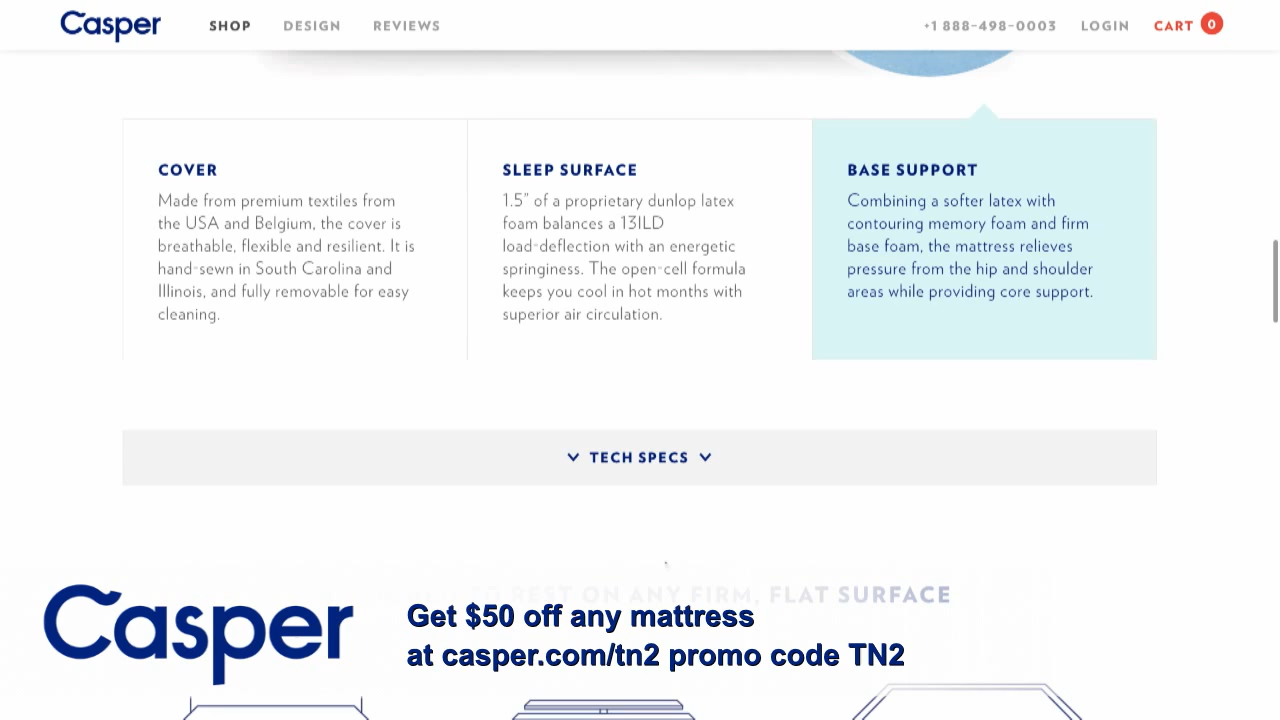 Casper SHOP DESIGN REVIEWS +1 888-498-0003 LOGIN CART 0
COVER
Made from premium textiles from
the USA and Belgium, the cover is
breathable, flexible and resilient. It is
hand-sewn in South Carolina and
Illinois, and fully removable for easy
cleaning.
SLEEP SURFACE
1.5" of a proprietary dunlop latex
foam balances a 13ILD
load-deflection with an energetic
springiness. The open-cell formula
keeps you cool in hot months with
superior air circulation.
BASE SUPPORT
Combining a softer latex with
contouring memory foam and firm
base foam, the mattress relieves
pressure from the hip and shoulder
areas while providing core support.
TECH SPECS
TO REST ON ANY FIRM, FLAT SURFACE
Casper
Get $50 off any mattress
at casper.com/tn2 promo code TN2